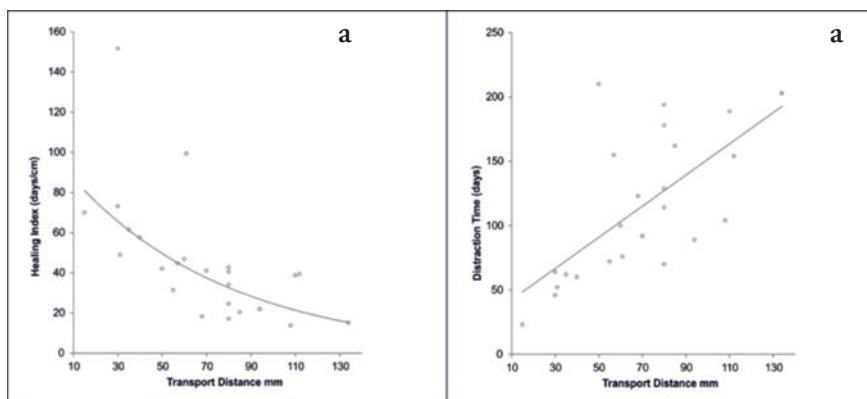 a
160
140
120
100
80
60
40
20
0
Healing Index (days/cm)
10 30 50 70 90 110 130
Transport Distance mm
a
250
200
150
100
50
0
Distraction Time (days)
10 30 50 70 90 110 130
Transport Distance mm